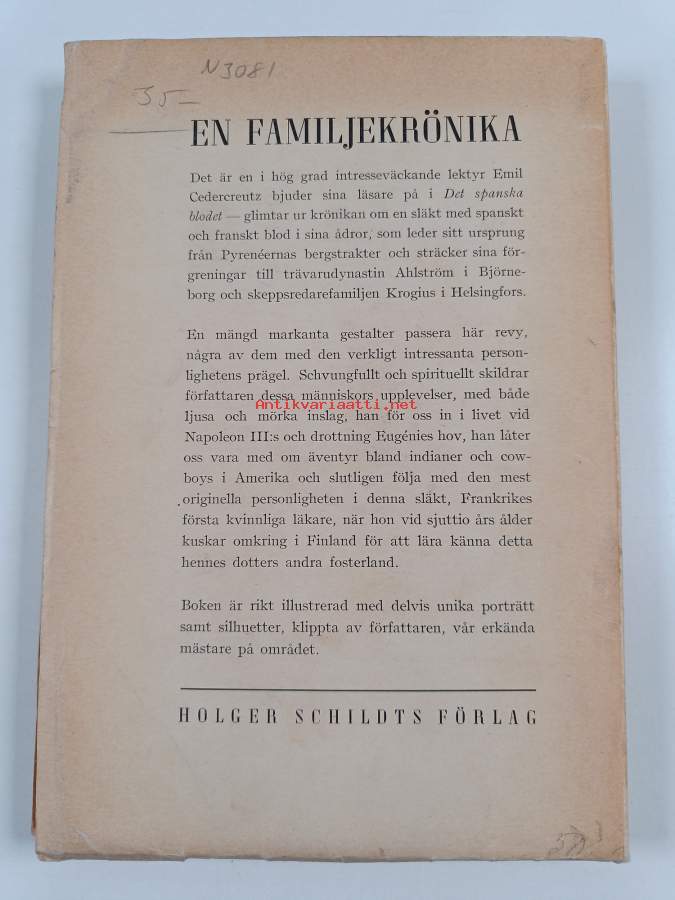 N3081
35—
EN FAMILJEKRÖNIKA
Det är en i hög grad intresseväckande lektyr Emil
Cedercreutz bjuder sina läsare på i Det spanska
blodet — glimtar ur krönikan om en släkt med spanskt
och franskt blod i sina ådror, som leder sitt ursprung
från Pyrenéernas bergstrakter och sträcker sina för-
greningar till trävarudynastin Ahlström i Björne-
borg och skeppsredarefamiljen Krogius i Helsingfors.
En mängd markanta gestalter passera här revy,
några av dem med den verkligt intressanta person-
lighetens prägel. Schvungfullt och spirituellt skildrar
författaren dessa människors upplevelser, med både
Antikvariaatti.net
ljusa och mörka inslag, han för oss in i livet vid
Napoleon III:s och drottning Eugénies hov, han låter
oss vara med om äventyr bland indianer och cow-
boys i Amerika och slutligen följa med den mest
originella personligheten i denna släkt, Frankrikes
första kvinnliga läkare, när hon vid sjuttio års ålder
kuskar omkring i Finland för att lära känna detta
hennes dotters andra fosterland.
Boken är rikt illustrerad med delvis unika porträtt
samt silhuetter, klippta av författaren, vår erkända
mästare på området.
HOLGER SCHILDTS FÖRLAG